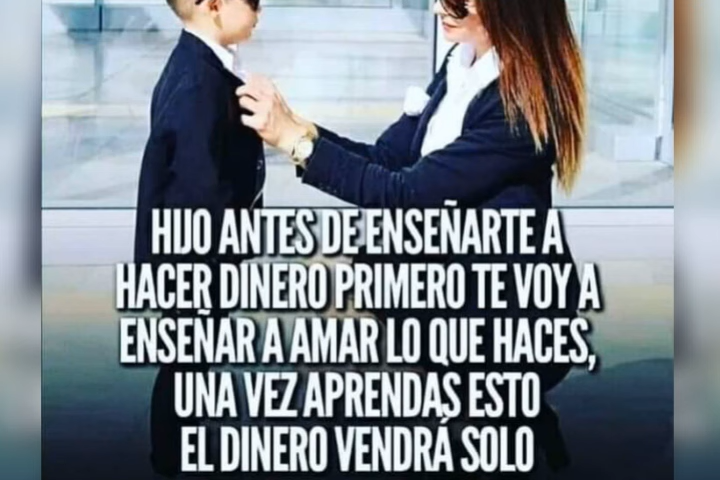 HIJO ANTES DE ENSEÑARTE A
HACER DINERO PRIMERO TE VOY A
ENSEÑAR A AMAR LO QUE HACES,
UNA VEZ APRENDAS ESTO
EL DINERO VENDRÁ SOLO